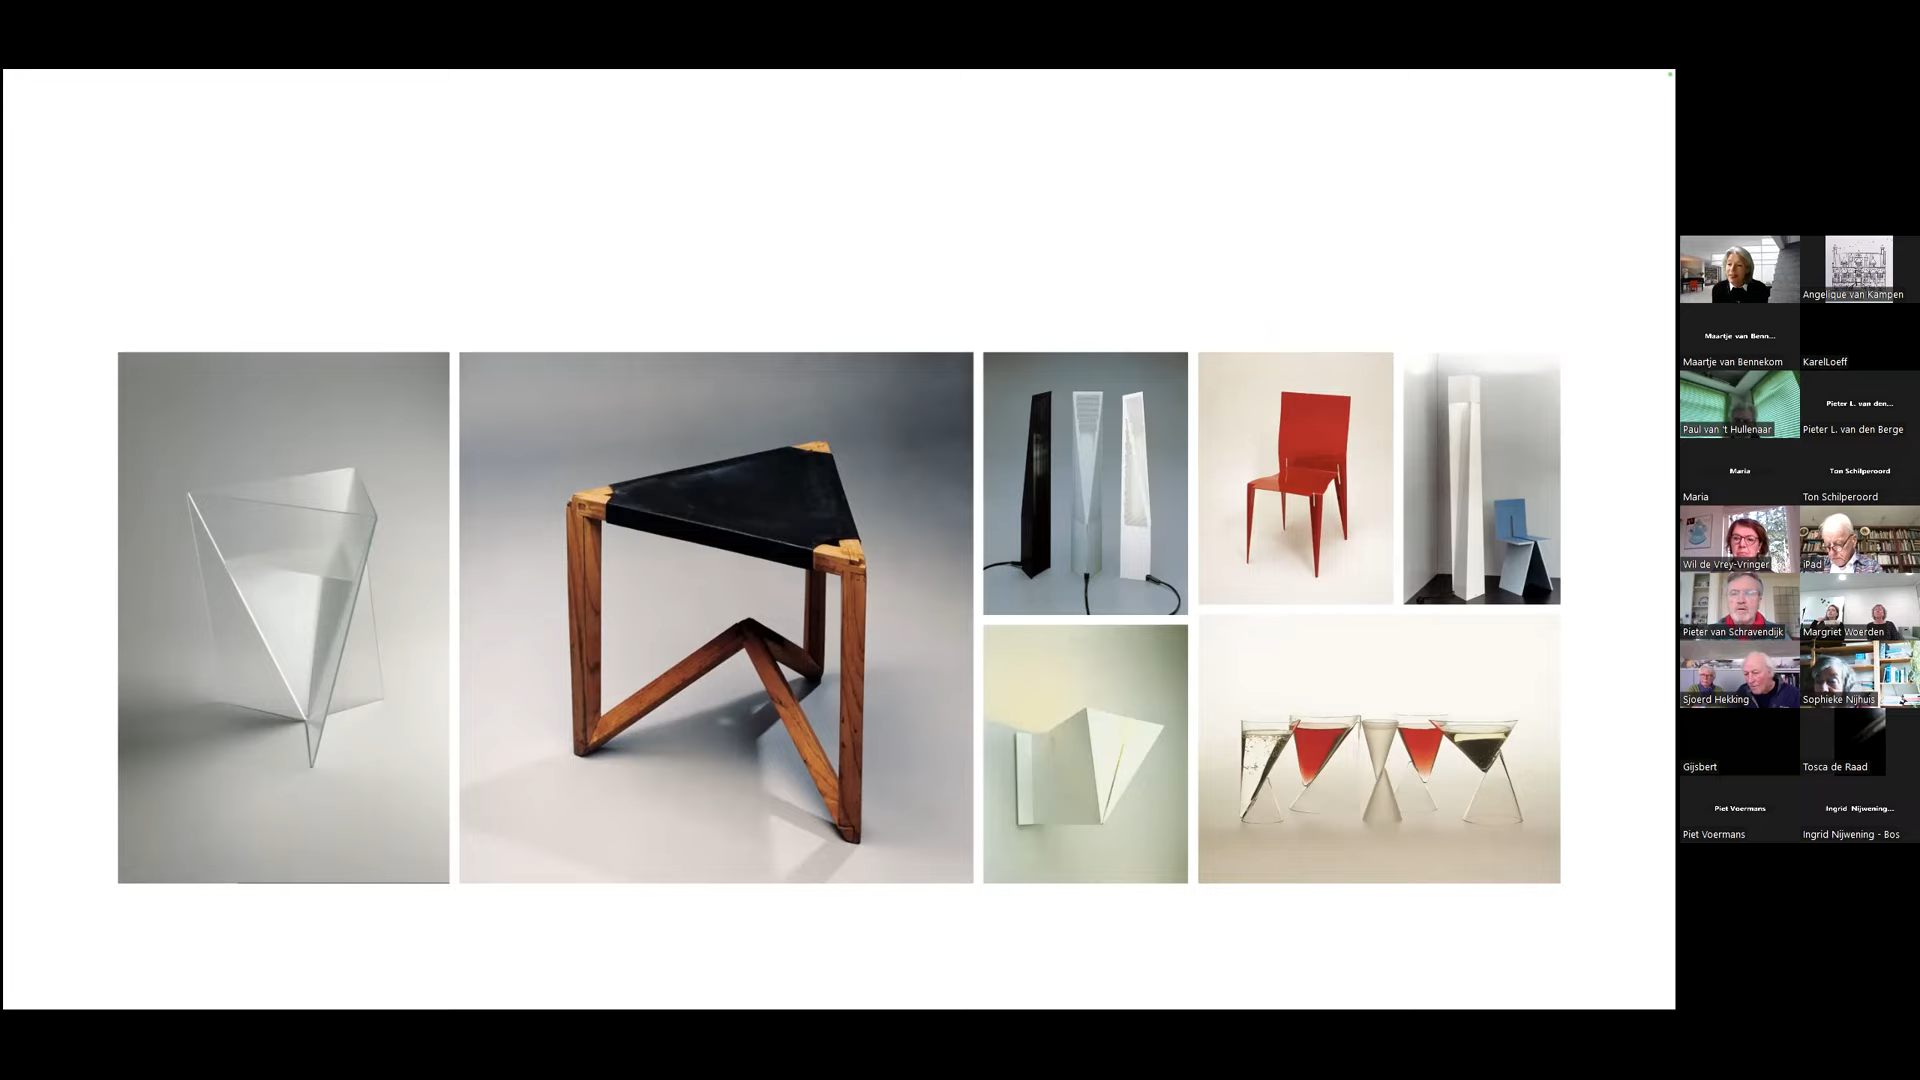 Angelique van Kampen
Maartje van Benn...
Maartje van Bennekom
KarelLoeff
Paul van 't Hullenaar
Pieter L. van den...
Pieter L. van den Berge
Maria
Maria
Ton Schilperoord
Ton Schilperoord
Wil de Vrey-Vringer
iPad
Pieter van Schravendijk
Margriet Woerden
Sjoerd Hekking
Sophieke Nijhuis
Gijsbert
Tosca de Raad
Piet Voermans
Piet Voermans
Ingrid Nijwening...
Ingrid Nijwening - Bos